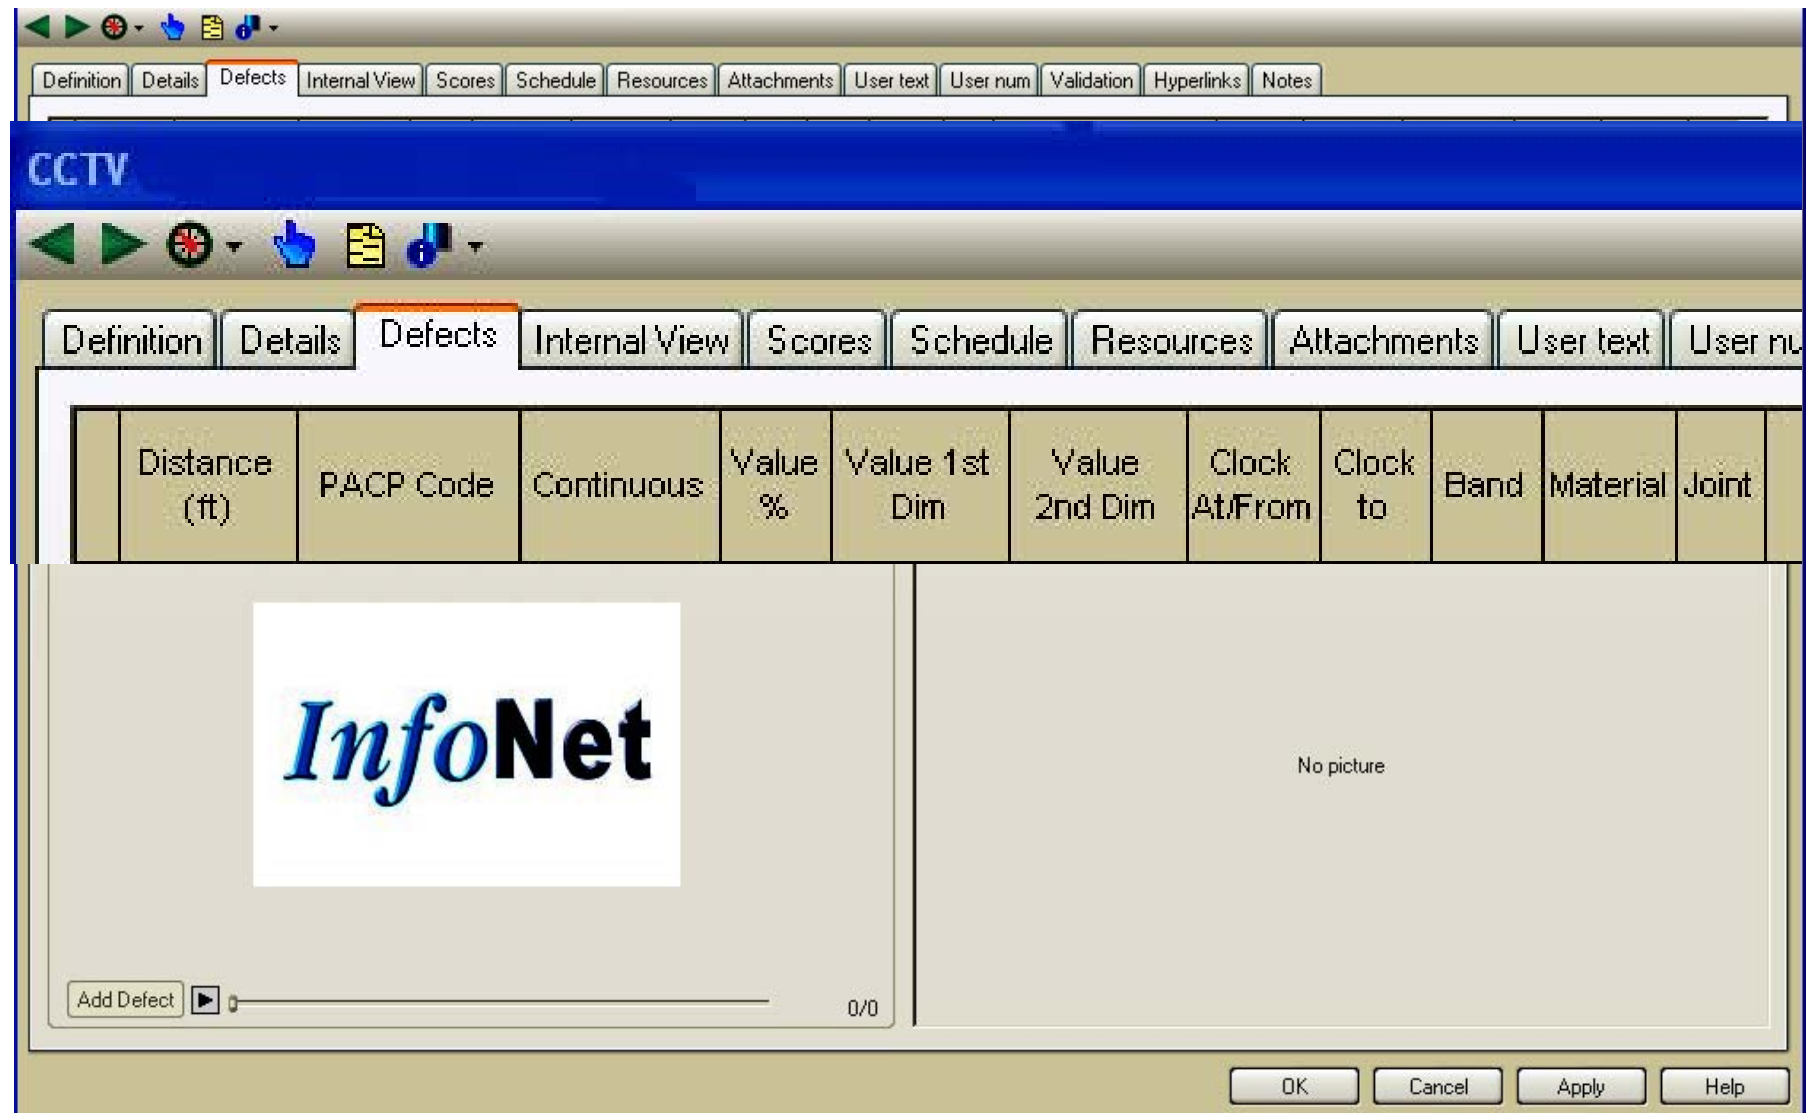 Definition Details Defects Internal View Scores Schedule Resources Attachments User text User num Validation Hyperlinks Notes
CCTV
Definition Details Defects Internal View Scores Schedule Resources Attachments User text User nu
Distance (ft) PACP Code Continuous Value % Value 1st Dim Value 2nd Dim Clock At/From Clock to Band Material Joint
InfoNet
No picture
Add Defect 0/0
OK Cancel Apply Help